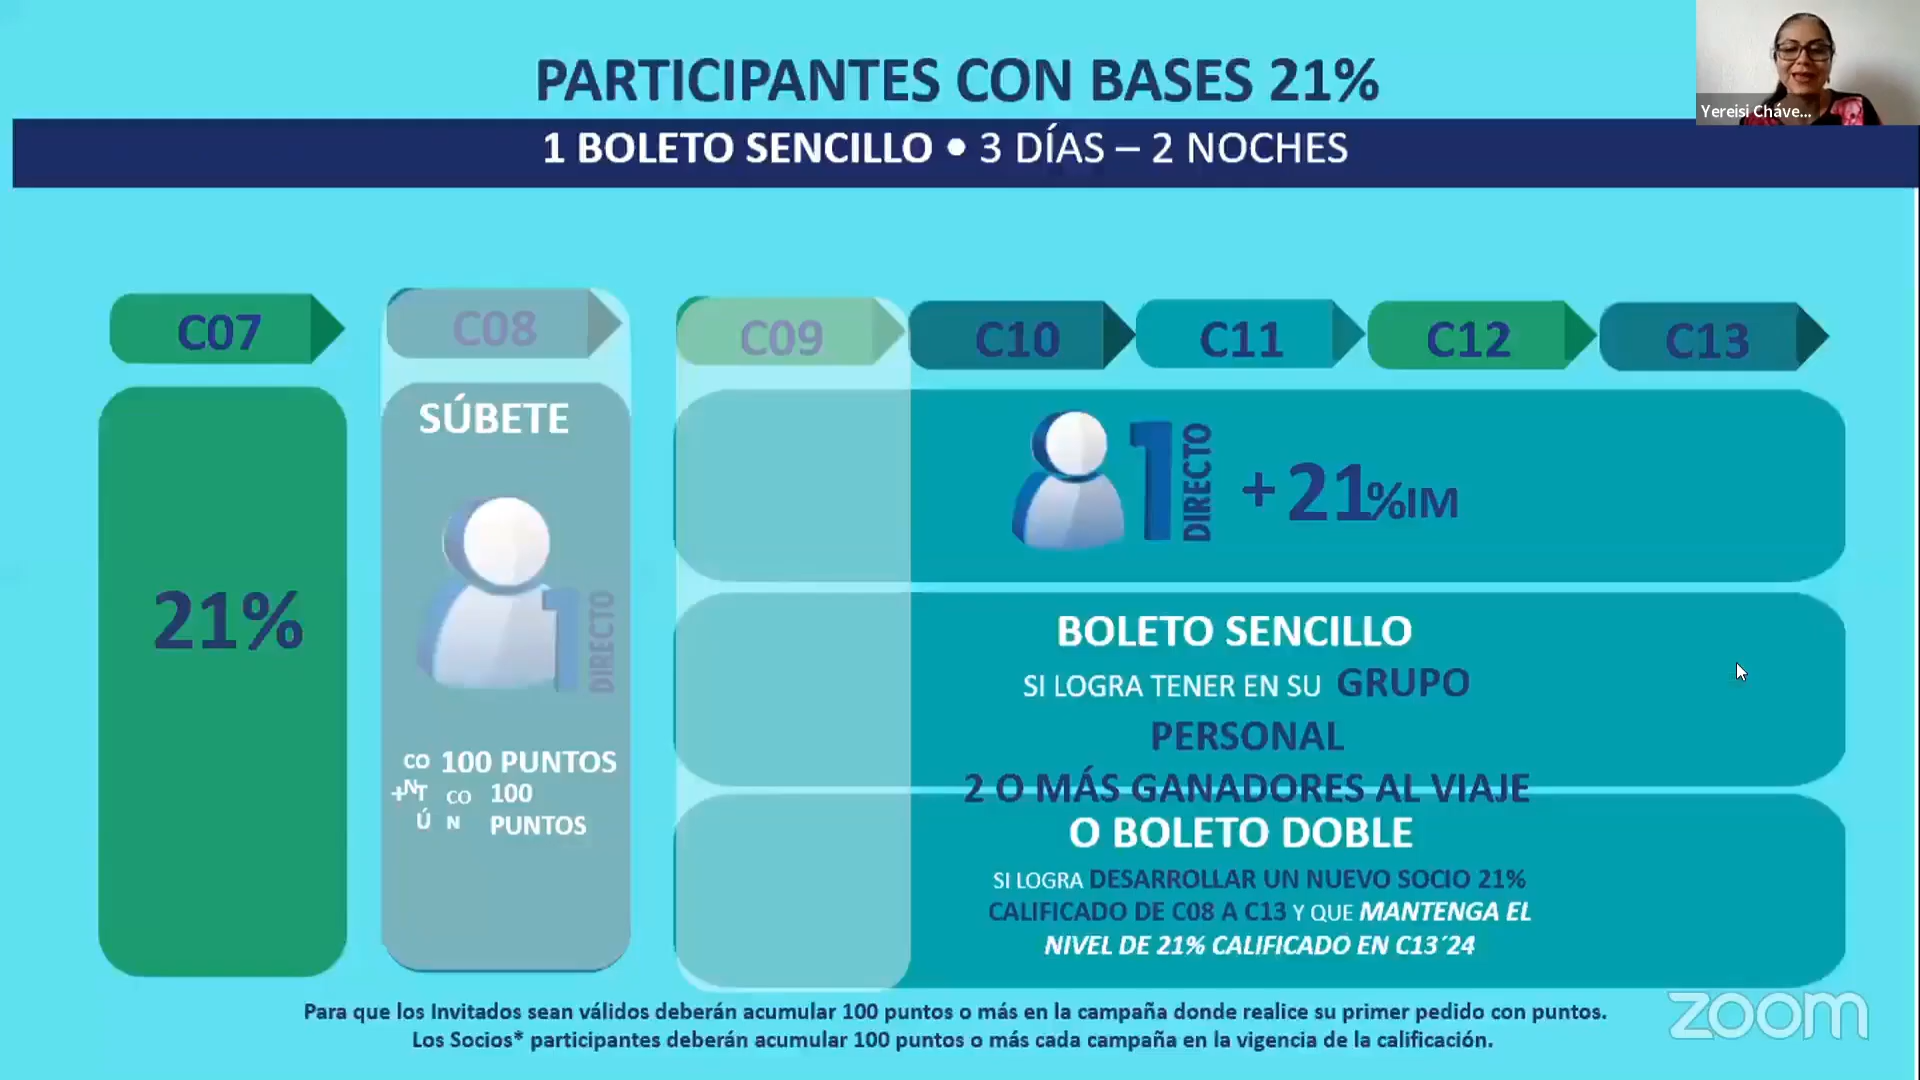 PARTICIPANTES CON BASES 21%
Yereisi Cháve...
1 BOLETO SENCILLO • 3 DÍAS – 2 NOCHES
C07
C08
C09
C10
C11
C12
C13
21%
SÚBETE
1 DIRECTO
CON 100 PUNTOS
+ TÚ CON 100 PUNTOS
1 DIRECTO + 21%IM
BOLETO SENCILLO
SI LOGRA TENER EN SU GRUPO
PERSONAL
2 O MÁS GANADORES AL VIAJE
O BOLETO DOBLE
SI LOGRA DESARROLLAR UN NUEVO SOCIO 21%
CALIFICADO DE C08 A C13 Y QUE MANTENGA EL
NIVEL DE 21% CALIFICADO EN C13´24
Para que los Invitados sean válidos deberán acumular 100 puntos o más en la campaña donde realice su primer pedido con puntos.
Los Socios* participantes deberán acumular 100 puntos o más cada campaña en la vigencia de la calificación.
zoom